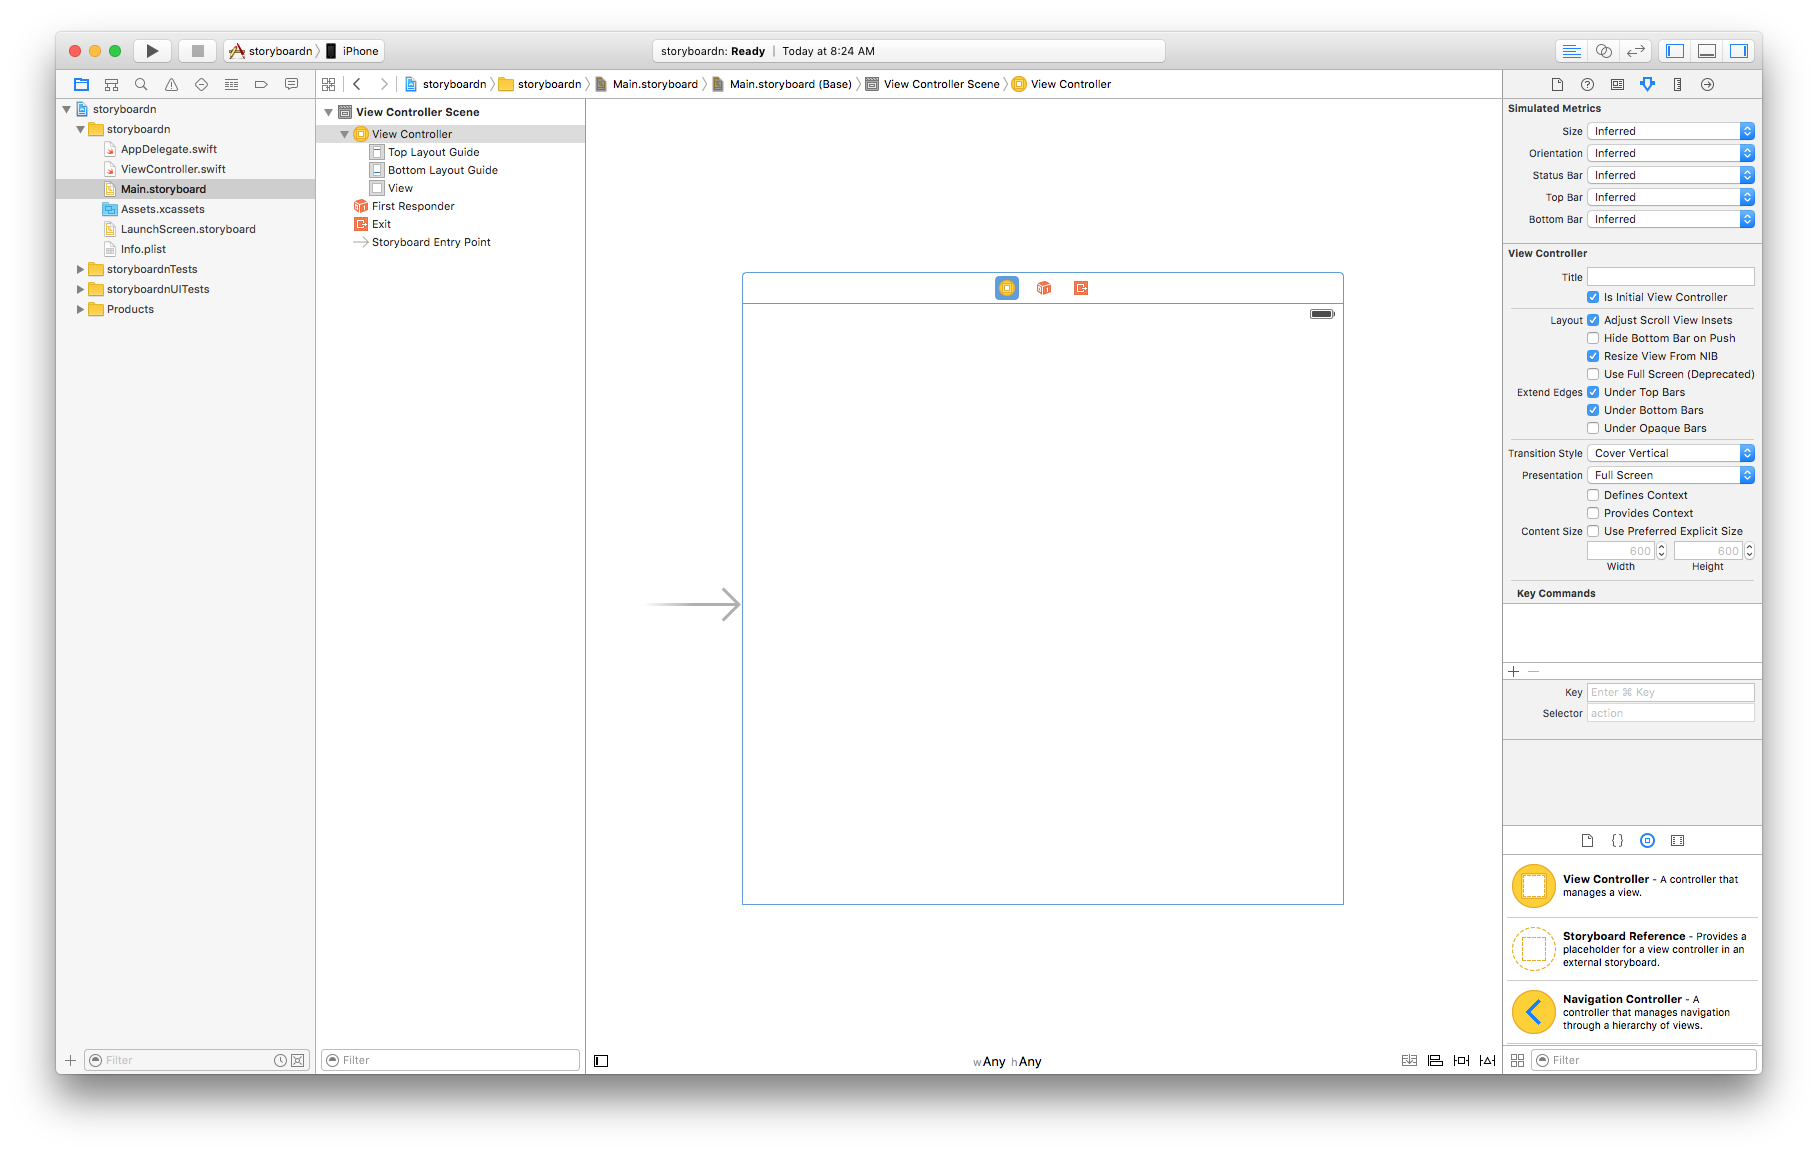 storyboardn iPhone
storyboardn: Ready | Today at 8:24 AM
storyboardn storyboardn Main.storyboard Main.storyboard (Base) View Controller Scene View Controller
storyboardn
storyboardn
AppDelegate.swift
ViewController.swift
Main.storyboard
Assets.xcassets
LaunchScreen.storyboard
Info.plist
storyboardnTests
storyboardnUITests
Products
Filter
View Controller Scene
View Controller
Top Layout Guide
Bottom Layout Guide
View
First Responder
Exit
Storyboard Entry Point
Filter
wAny hAny
Simulated Metrics
Size Inferred
Orientation Inferred
Status Bar Inferred
Top Bar Inferred
Bottom Bar Inferred
View Controller
Title
Is Initial View Controller
Layout Adjust Scroll View Insets
Hide Bottom Bar on Push
Resize View From NIB
Use Full Screen (Deprecated)
Extend Edges Under Top Bars
Under Bottom Bars
Under Opaque Bars
Transition Style Cover Vertical
Presentation Full Screen
Defines Context
Provides Context
Content Size Use Preferred Explicit Size
600 600
Width Height
Key Commands
Key Enter ⌘ Key
Selector action
{}
View Controller - A controller that
manages a view.
Storyboard Reference - Provides a
placeholder for a view controller in an
external storyboard.
Navigation Controller - A
controller that manages navigation
through a hierarchy of views.
Filter